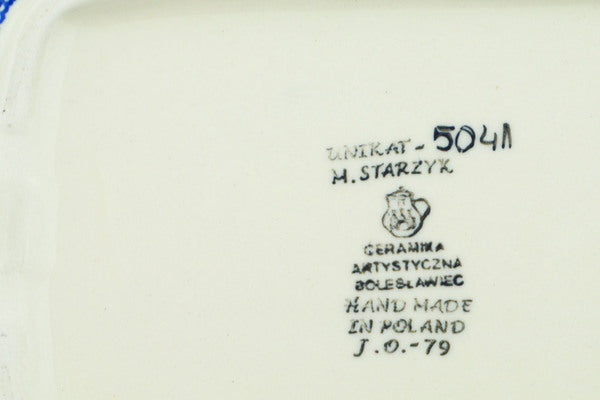 UNIKAT - 5041
M. STARZYK
CERAMIKA
ARTYSTYCZNA
BOLESŁAWIEC
HAND MADE
IN POLAND
J.O.-79